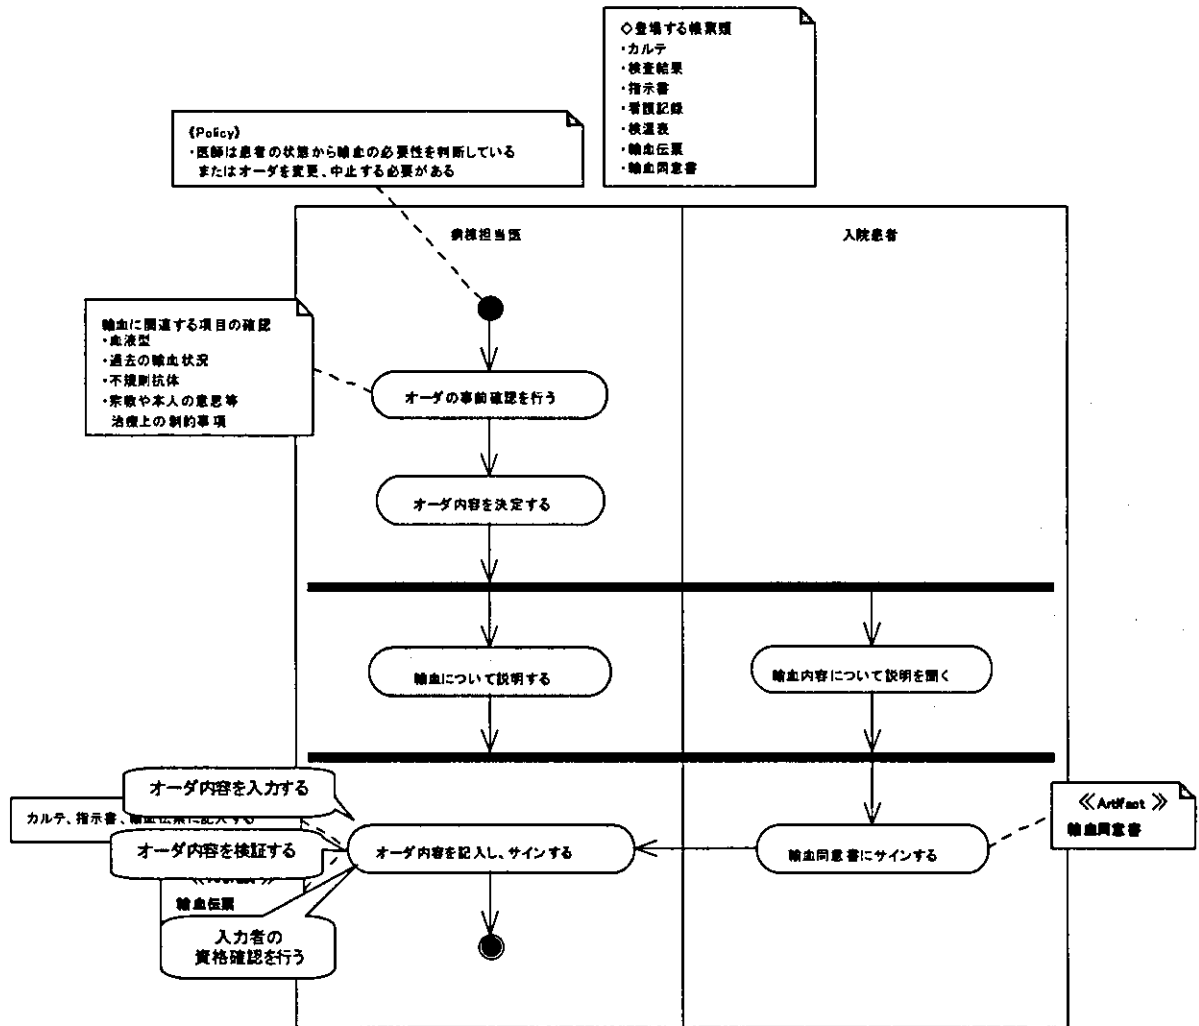 ◇登場する帳票類
・カルテ
・検査結果
・指示書
・看護記録
・検温表
・輸血伝票
・輸血同意書
《Policy》
・医師は患者の状態から輸血の必要性を判断している
またはオーダを変更、中止する必要がある
病棟担当医
入院患者
輸血に関連する項目の確認
・血液型
・過去の輸血状況
・不規則抗体
・宗教や本人の意思等
治療上の制約事項
オーダの事前確認を行う
オーダ内容を決定する
輸血について説明する
輸血内容について説明を聞く
オーダ内容を入力する
カルテ、指示書、輸血伝票に記入する
オーダ内容を検証する
オーダ内容を記入し、サインする
輸血同意書にサインする
≪Artifact≫
輸血同意書
輸血伝票
入力者の
資格確認を行う